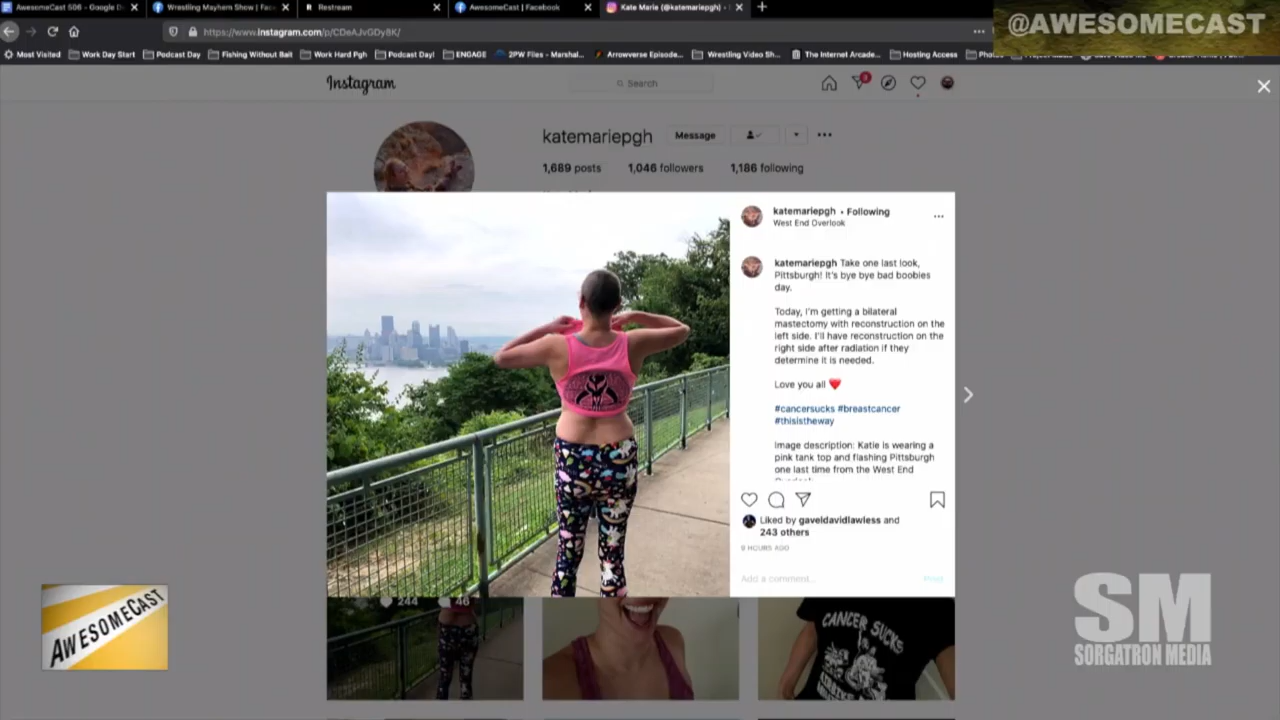 AwesomeCast 506 - Google D
Wrestling Mayhem Show | Fac
Restream
AwesomeCast | Facebook
Kate Marie (@katemariepgh) •
@AWESOMECAST
https://www.instagram.com/p/CDeAJvGDy8K/
Most Visited
Work Day Start
Podcast Day
Fishing Without Bait
Work Hard Pgh
Podcast Day!
ENGAGE
2PW Files - Marshal...
Arrowverse Episode...
Wrestling Video Sh...
The Internet Arcade...
Hosting Access
Instagram
Search
3
katemariepgh
Message
1,689 posts
1,046 followers
1,186 following
katemariepgh • Following
West End Overlook
katemariepgh Take one last look,
Pittsburgh! It's bye bye bad boobies
day.
Today, I'm getting a bilateral
mastectomy with reconstruction on the
left side. I'll have reconstruction on the
right side after radiation if they
determine it is needed.
Love you all ❤️
#cancersucks #breastcancer
#thisistheway
Image description: Katie is wearing a
pink tank top and flashing Pittsburgh
one last time from the West End
Liked by gaveldavidlawless and
243 others
9 HOURS AGO
Add a comment...
Post
244
46
CANCER SUCKS
AWESOMECAST
SM
SORGATRON MEDIA